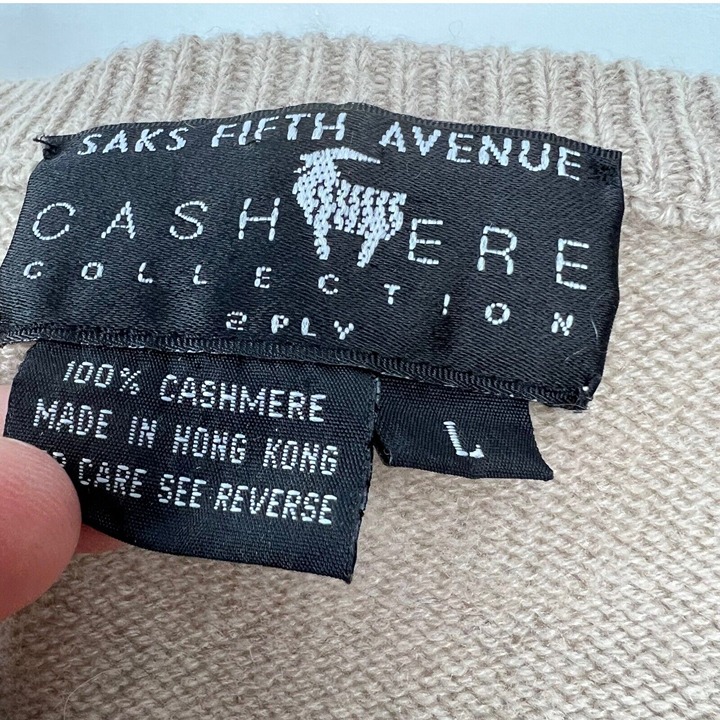 SAKS FIFTH AVENUE
CASHMERE
COLLECTION
2 PLY
100% CASHMERE
MADE IN HONG KONG
CARE SEE REVERSE
L